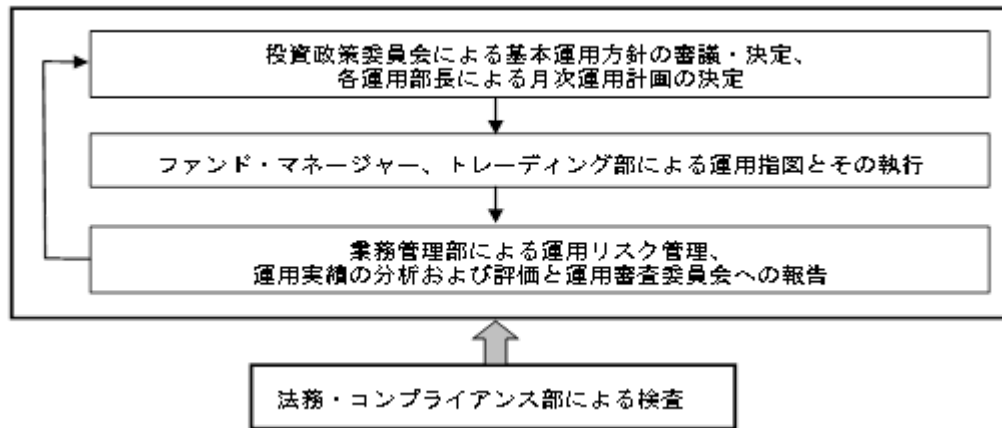 投資政策委員会による基本運用方針の審議・決定、
各運用部長による月次運用計画の決定
ファンド・マネージャー、トレーディング部による運用指図とその執行
業務管理部による運用リスク管理、
運用実績の分析および評価と運用審査委員会への報告
法務・コンプライアンス部による検査